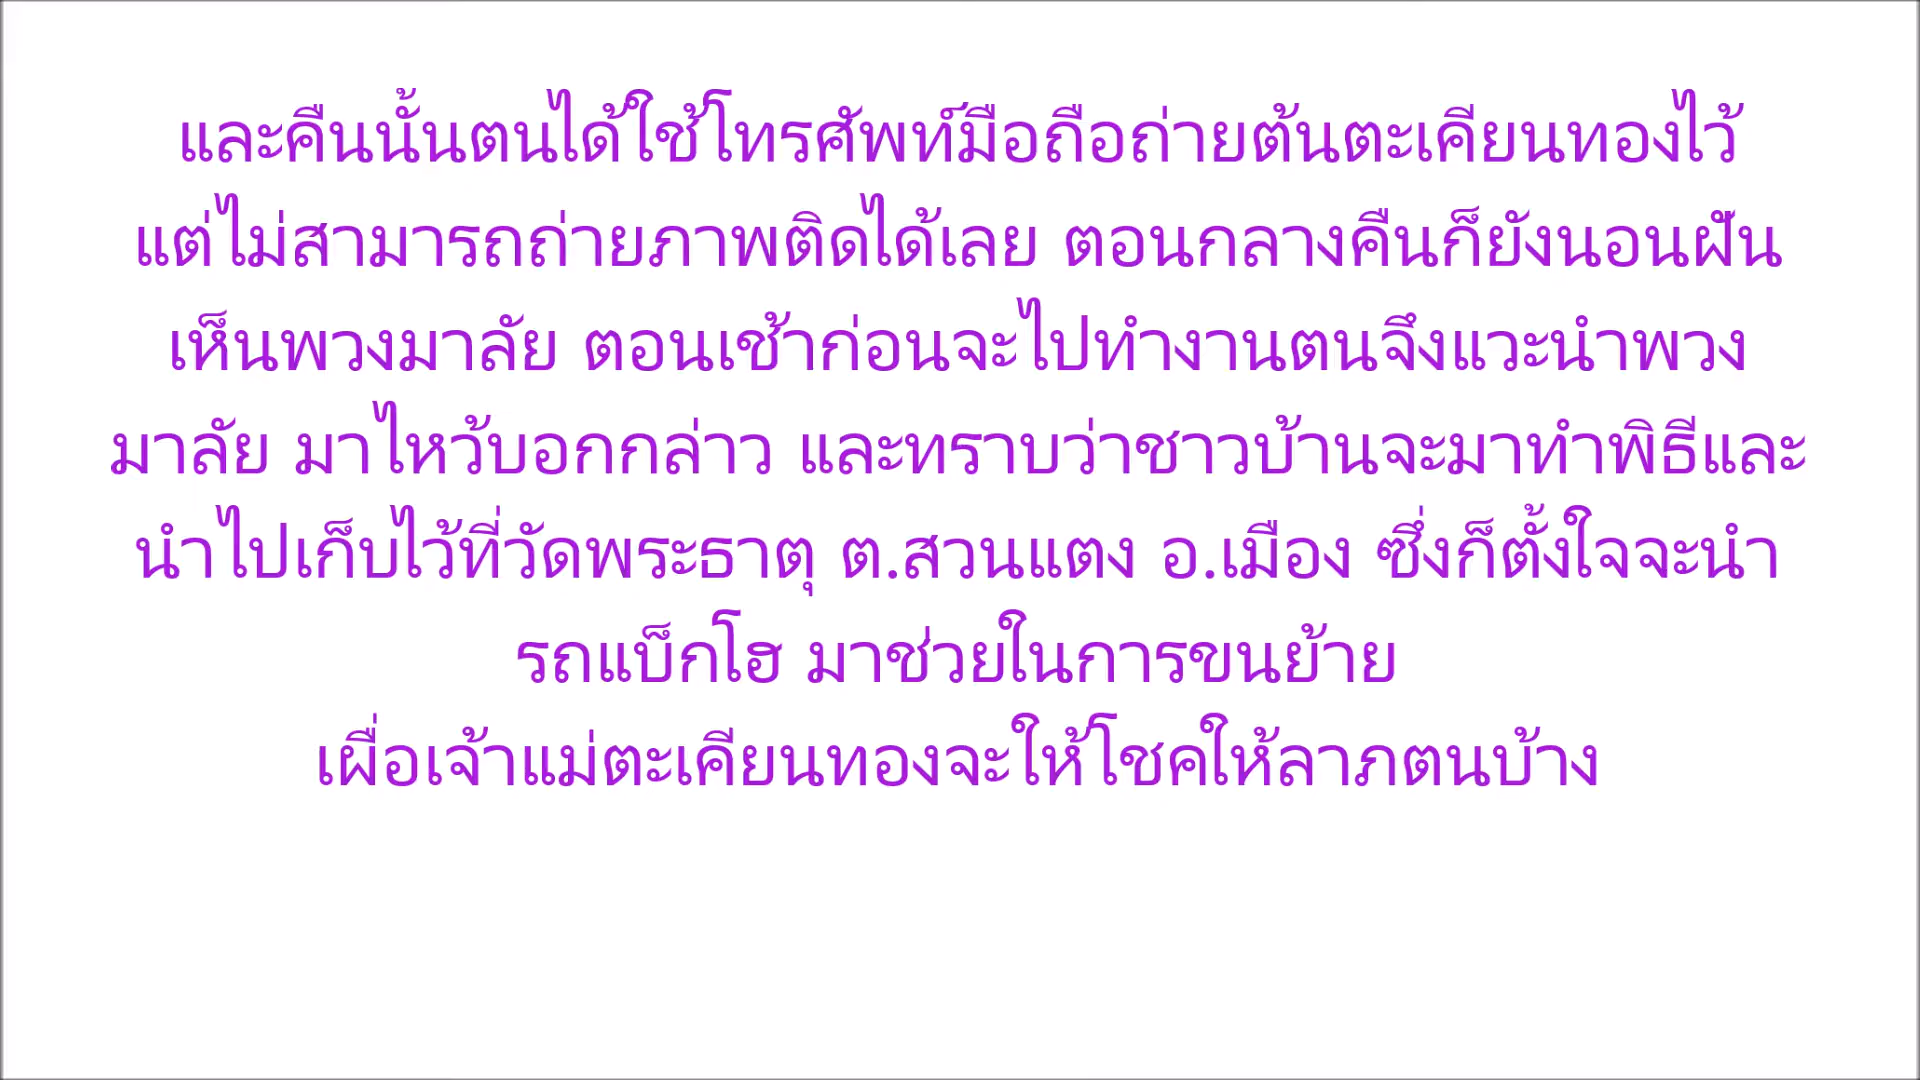 และคืนนั้นตนได้ใช้โทรศัพท์มือถือถ่ายต้นตะเคียนทองไว้
แต่ไม่สามารถถ่ายภาพติดได้เลย ตอนกลางคืนก็ยังนอนฝัน
เห็นพวงมาลัย ตอนเช้าก่อนจะไปทำงานตนจึงแวะนำพวง
มาลัย มาไหว้บอกกล่าว และทราบว่าชาวบ้านจะมาทำพิธีและ
นำไปเก็บไว้ที่วัดพระธาตุ ต.สวนแตง อ.เมือง ซึ่งก็ตั้งใจจะนำ
รถแบ็กโฮ มาช่วยในการขนย้าย
เผื่อเจ้าแม่ตะเคียนทองจะให้โชคให้ลาภตนบ้าง